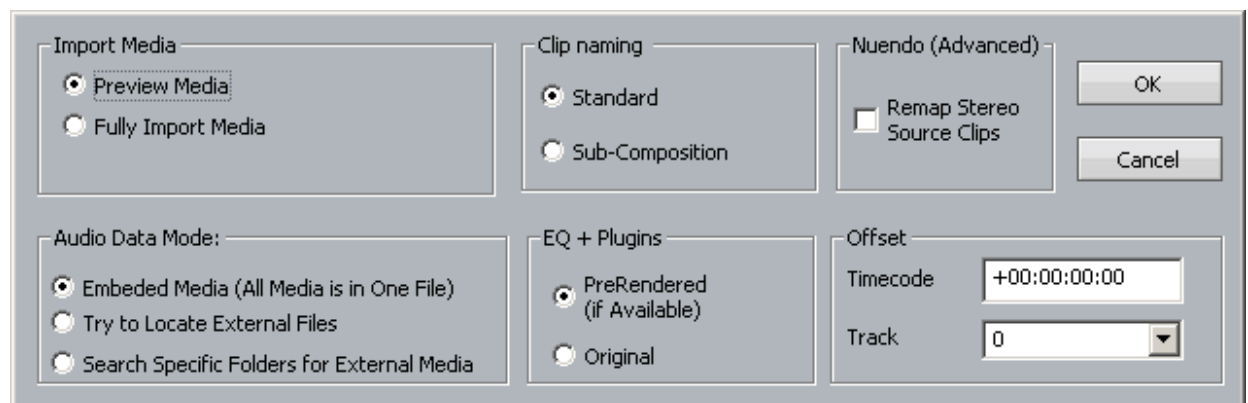 Import Media
Preview Media
Fully Import Media
Clip naming
Standard
Sub-Composition
Nuendo (Advanced)
Remap Stereo
Source Clips
OK
Cancel
Audio Data Mode:
Embeded Media (All Media is in One File)
Try to Locate External Files
Search Specific Folders for External Media
EQ + Plugins
PreRendered
(if Available)
Original
Offset
Timecode
+00:00:00:00
Track
0